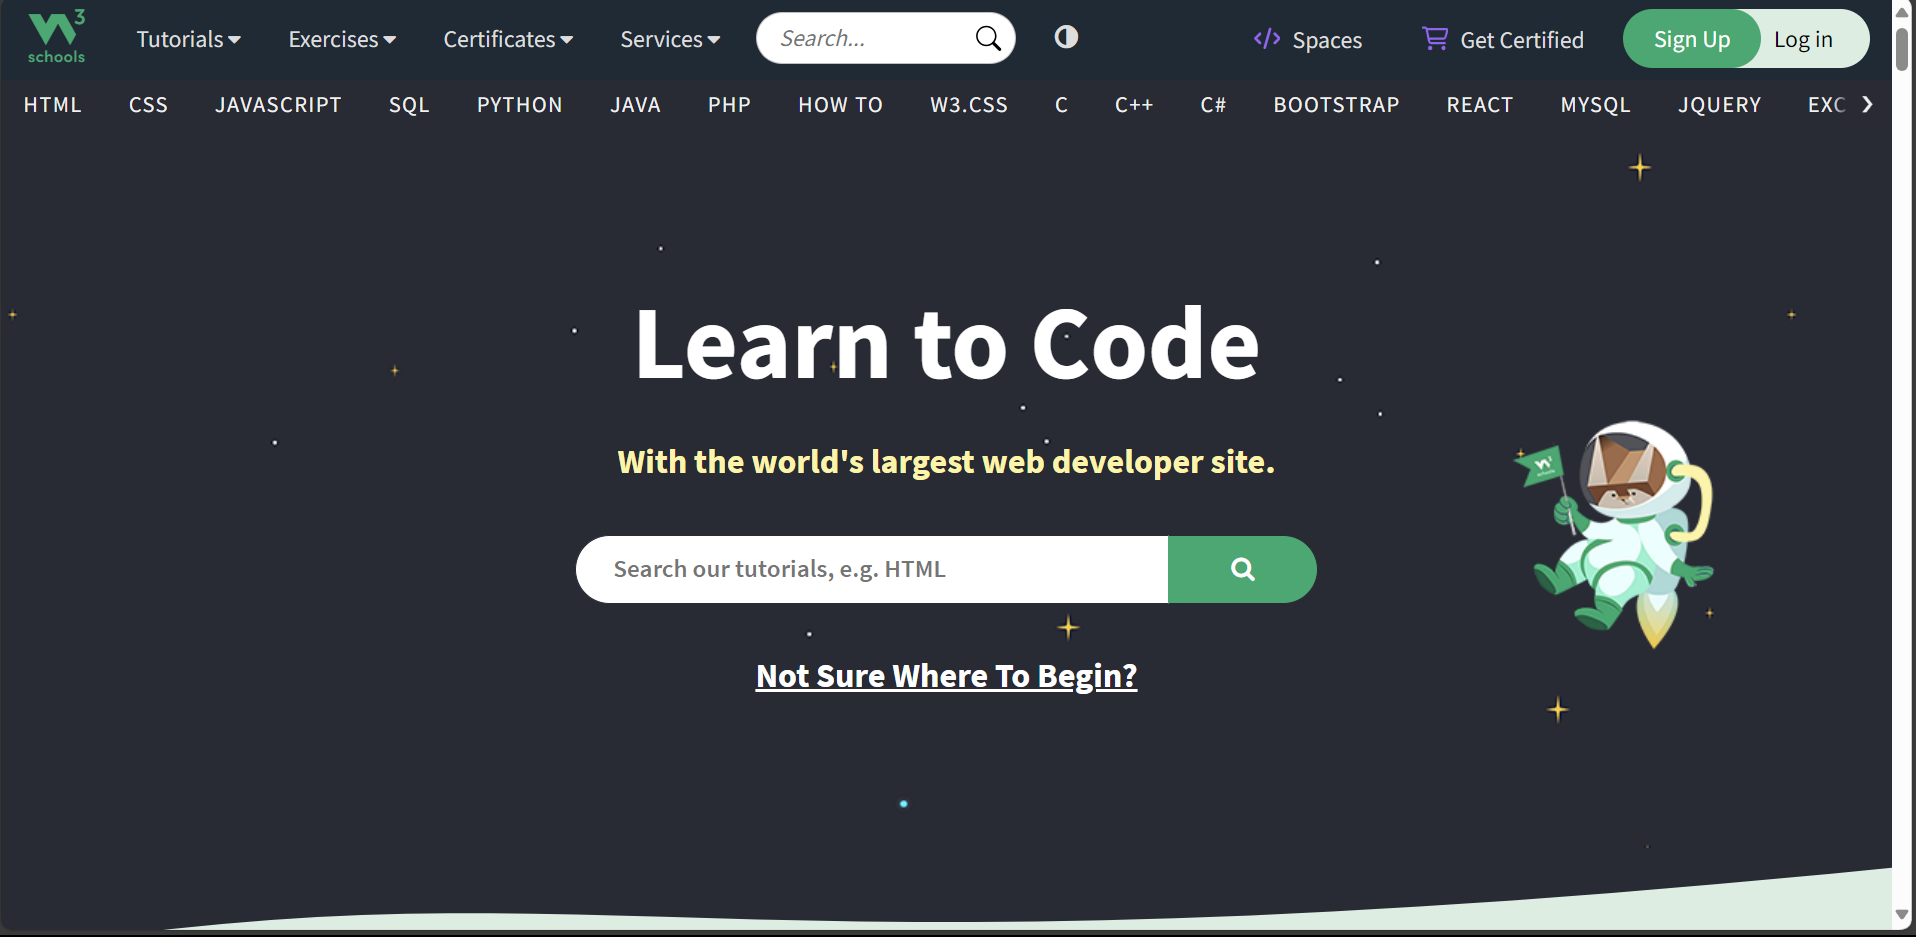 W3 schools
Tutorials Exercises Certificates Services Search... Spaces Get Certified Sign Up Log in
HTML CSS JAVASCRIPT SQL PYTHON JAVA PHP HOW TO W3.CSS C C++ C# BOOTSTRAP REACT MYSQL JQUERY EXC
Learn to Code
With the world's largest web developer site.
Search our tutorials, e.g. HTML
Not Sure Where To Begin?
W3 schools